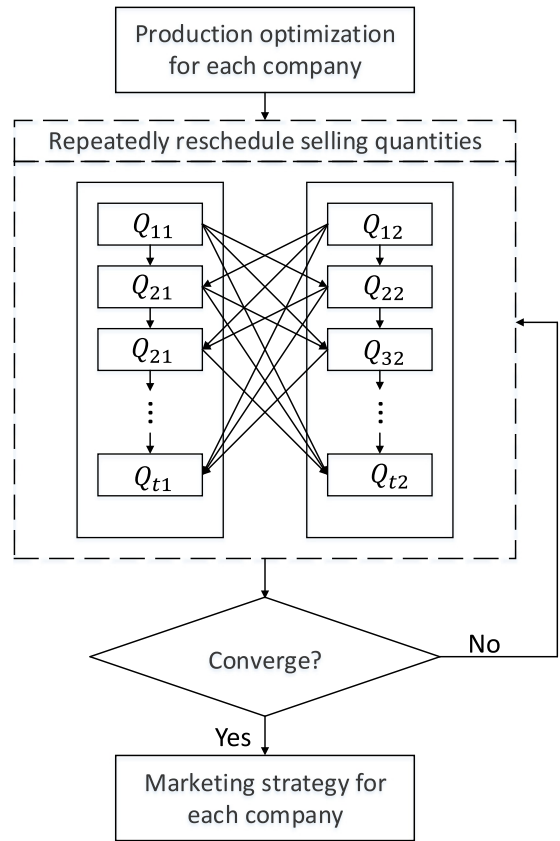 Production optimization
for each company
Repeatedly reschedule selling quantities
Q₁₁
Q₁₂
Q₂₁
Q₂₂
Q₂₁
Q₃₂
⋮
⋮
Qₜ₁
Qₜ₂
Converge?
No
Yes
Marketing strategy for
each company